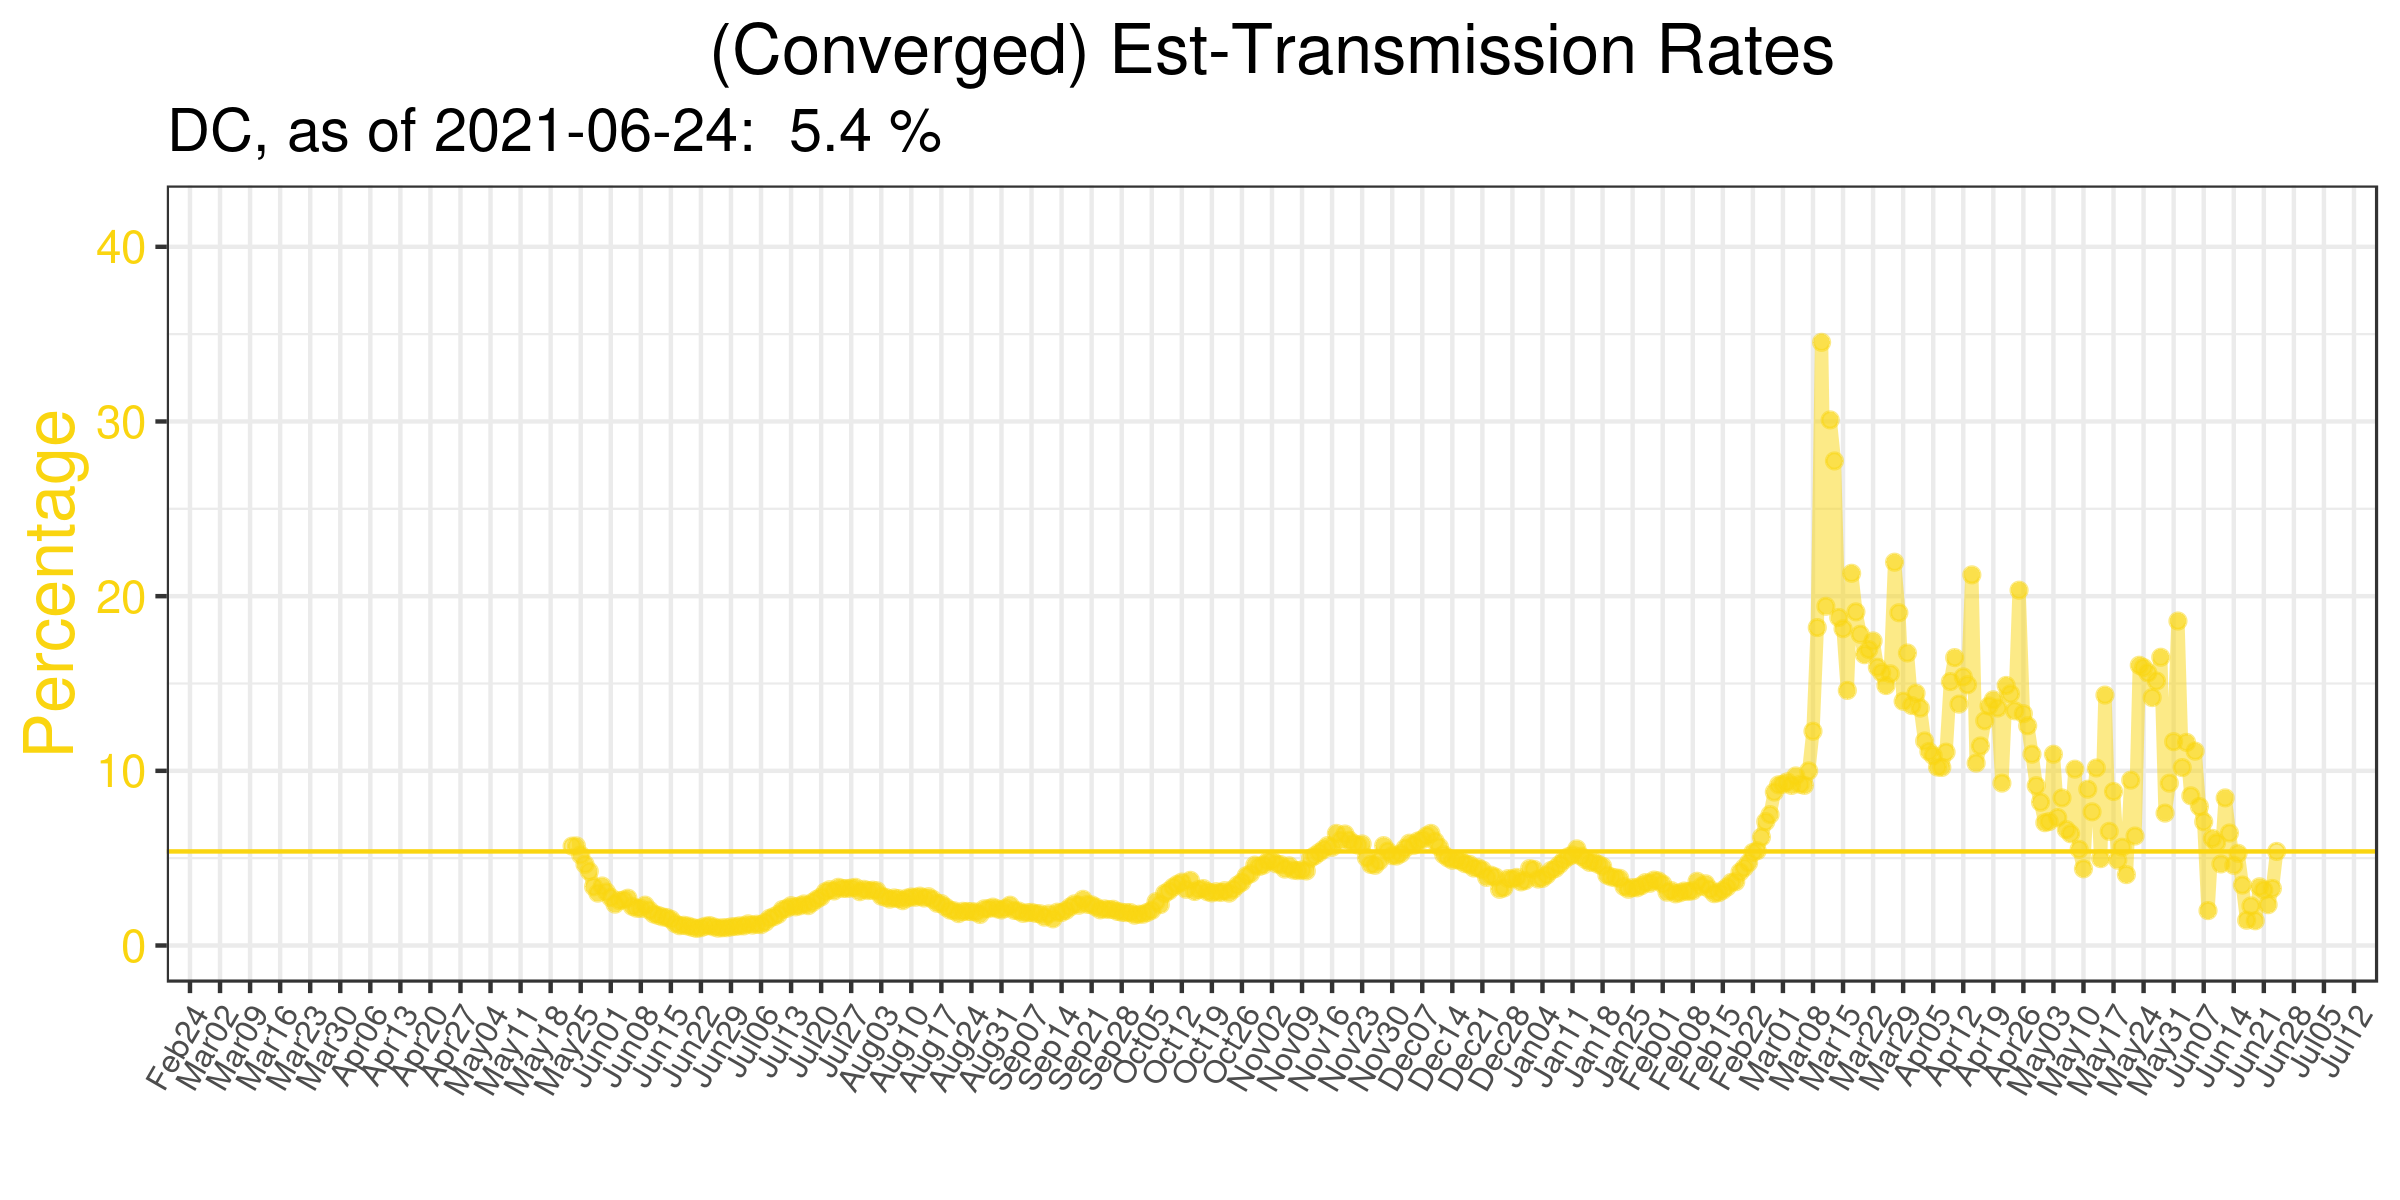 (Converged) Est-Transmission Rates
DC, as of 2021-06-24:  5.4 %
Percentage
40
30
20
10
0
Feb24
Mar02
Mar09
Mar16
Mar23
Mar30
Apr06
Apr13
Apr20
Apr27
May04
May11
May18
May25
Jun01
Jun08
Jun15
Jun22
Jun29
Jul06
Jul13
Jul20
Jul27
Aug03
Aug10
Aug17
Aug24
Aug31
Sep07
Sep14
Sep21
Sep28
Oct05
Oct12
Oct19
Oct26
Nov02
Nov09
Nov16
Nov23
Nov30
Dec07
Dec14
Dec21
Dec28
Jan04
Jan11
Jan18
Jan25
Feb01
Feb08
Feb15
Feb22
Mar01
Mar08
Mar15
Mar22
Mar29
Apr05
Apr12
Apr19
Apr26
May03
May10
May17
May24
May31
Jun07
Jun14
Jun21
Jun28
Jul05
Jul12